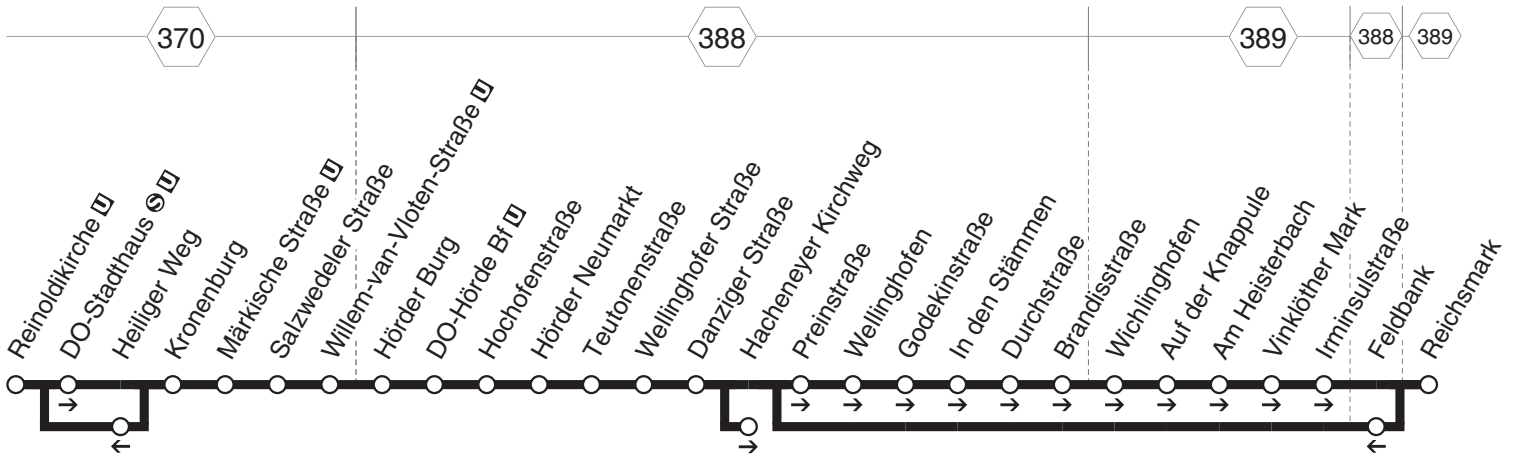 370
388
389
388
389
Reinoldikirche U
DO-Stadthaus S U
Heiliger Weg
Kronenburg
Märkische Straße U
Salzwedeler Straße
Willem-van-Vloten-Straße U
Hörder Burg
DO-Hörde Bf U
Hochofenstraße
Hörder Neumarkt
Teutonenstraße
Wellinghofer Straße
Danziger Straße
Hacheneyer Kirchweg
Preinstraße
Wellinghofen
Godekinstraße
In den Stämmen
Durchstraße
Brandisstraße
Wichlinghofen
Auf der Knappule
Am Heisterbach
Vinklöther Mark
Irminsulstraße
Feldbank
Reichsmark